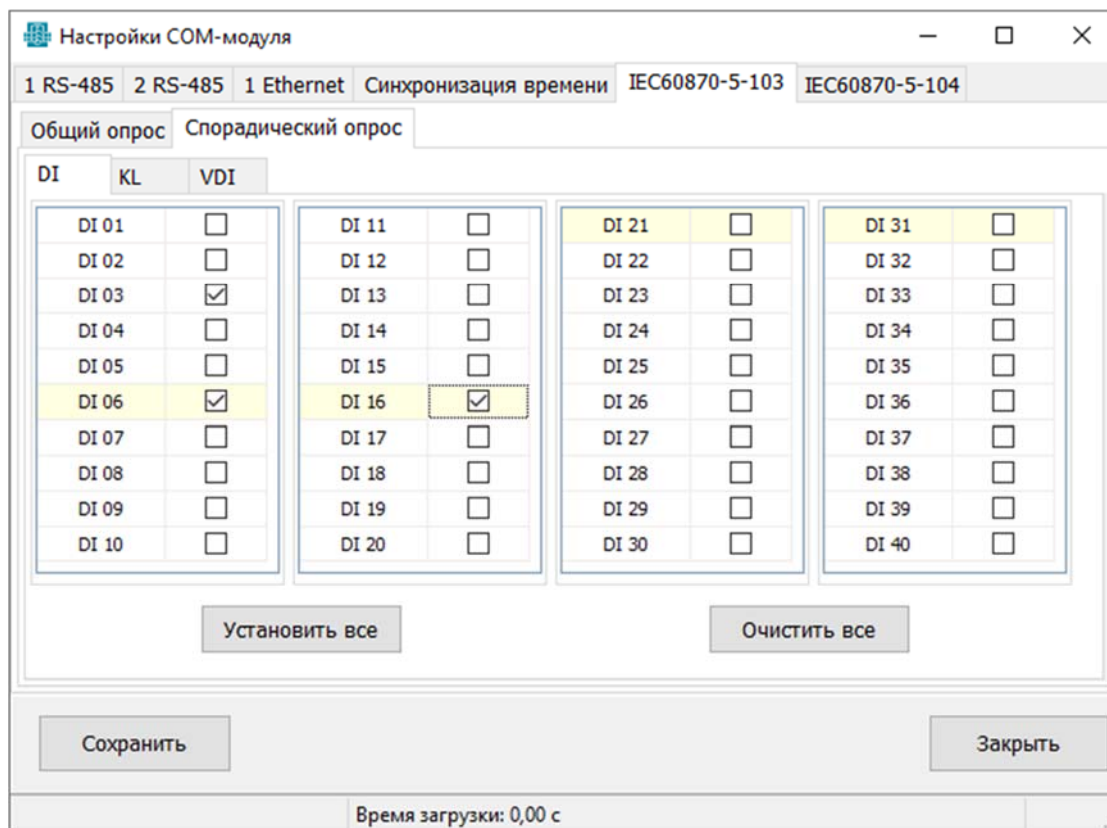 Настройки COM-модуля
1 RS-485 2 RS-485 1 Ethernet Синхронизация времени IEC60870-5-103 IEC60870-5-104
Общий опрос Спорадический опрос
DI KL VDI
DI 01 DI 11 DI 21 DI 31
DI 02 DI 12 DI 22 DI 32
DI 03 DI 13 DI 23 DI 33
DI 04 DI 14 DI 24 DI 34
DI 05 DI 15 DI 25 DI 35
DI 06 DI 16 DI 26 DI 36
DI 07 DI 17 DI 27 DI 37
DI 08 DI 18 DI 28 DI 38
DI 09 DI 19 DI 29 DI 39
DI 10 DI 20 DI 30 DI 40
Установить все Очистить все
Сохранить Закрыть
Время загрузки: 0,00 с